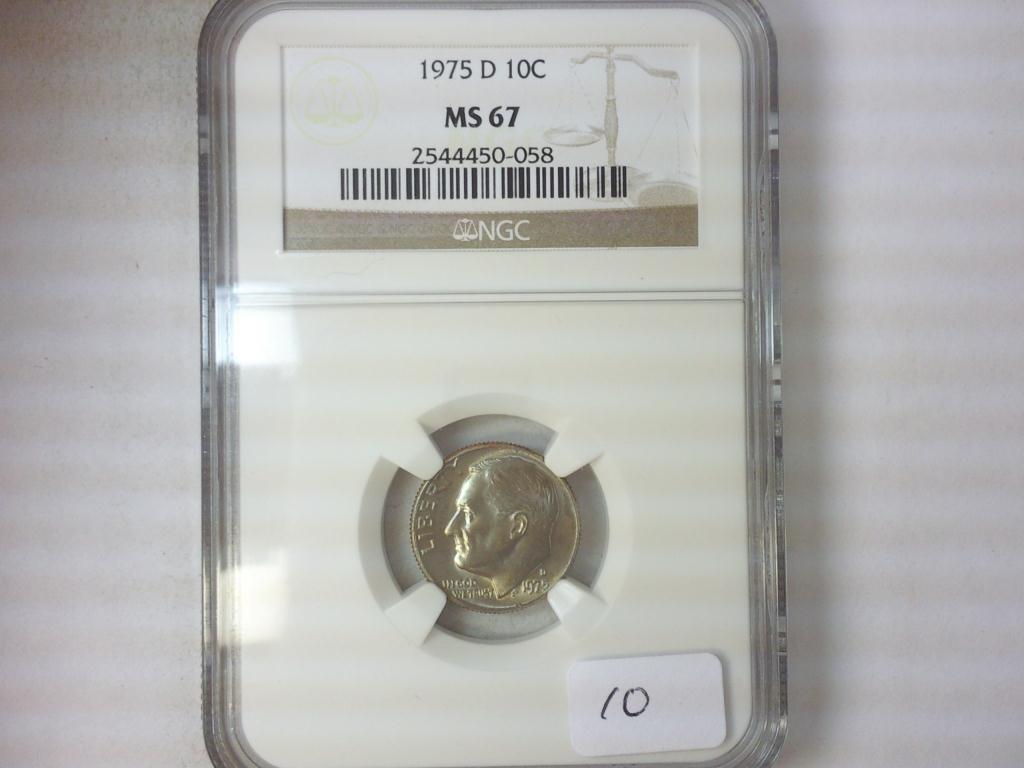 1975 D 10C
MS 67
2544450-058
NGC
LIBERTY
IN GOD
WE TRUST
D
1975
10